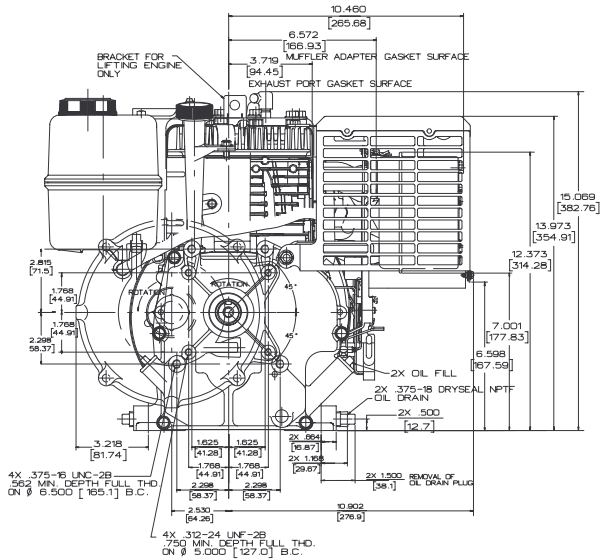 10.460
[265.68]
6.572
[166.93]
3.719
[94.45]
MUFFLER ADAPTER GASKET SURFACE
EXHAUST PORT GASKET SURFACE
BRACKET FOR
LIFTING ENGINE
ONLY
15.069
[382.76]
13.973
[354.91]
12.373
[314.28]
2.815
[71.5]
1.768
[44.91]
ROTATION
ROTATION
45°
1.768
[44.91]
2.298
[58.37]
45°
7.001
[177.83]
6.598
[167.59]
2X OIL FILL
2X .375-18 DRYSEAL NPTF
OIL DRAIN
2X .500
[12.7]
3.218
[81.74]
1.625
[41.28]
1.625
[41.28]
2X .664
[16.87]
1.768
[44.91]
1.768
[44.91]
2X 1.168
[29.67]
4X .375-16 UNC-2B
.562 MIN. DEPTH FULL THD.
ON Ø 6.500 [165.1] B.C.
2.298
[58.37]
2.298
[58.37]
2X 1.500
[38.1]
REMOVAL OF
OIL DRAIN PLUG
2.530
[64.26]
10.902
[276.9]
4X .312-24 UNF-2B
.750 MIN. DEPTH FULL THD.
ON Ø 5.000 [127.0] B.C.